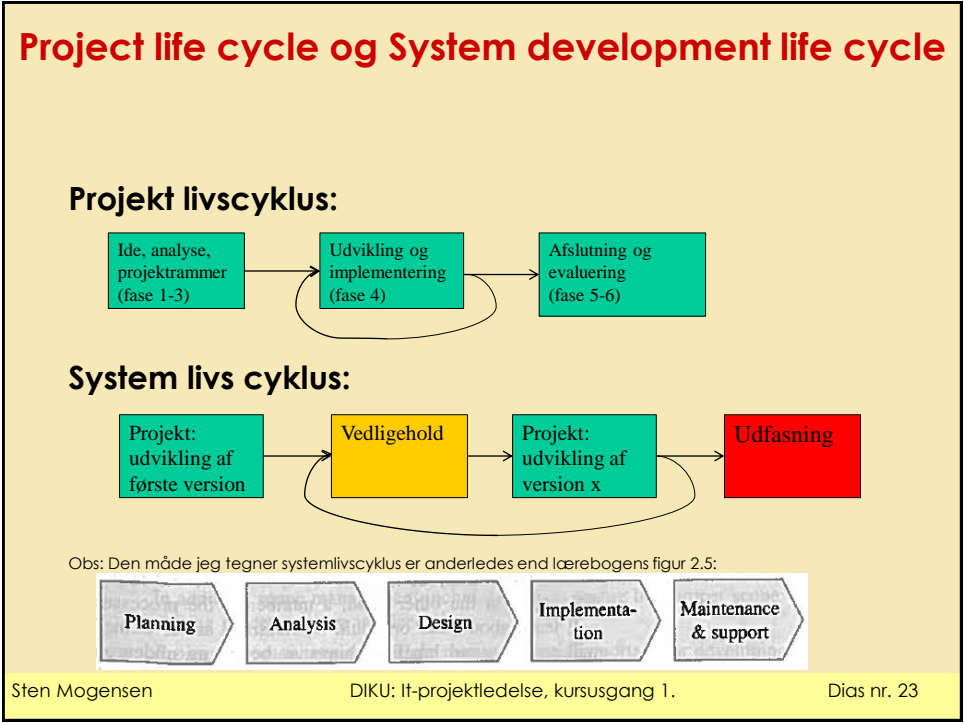 Project life cycle og System development life cycle
Projekt livscyklus:
Ide, analyse,
projektrammer
(fase 1-3)
Udvikling og
implementering
(fase 4)
Afslutning og
evaluering
(fase 5-6)
System livs cyklus:
Projekt:
udvikling af
første version
Vedligehold
Projekt:
udvikling af
version x
Udfasning
Obs: Den måde jeg tegner systemlivscyklus er anderledes end lærebogens figur 2.5:
Planning
Analysis
Design
Implementa-
tion
Maintenance
& support
Sten Mogensen
DIKU: It-projektledelse, kursusgang 1.
Dias nr. 23